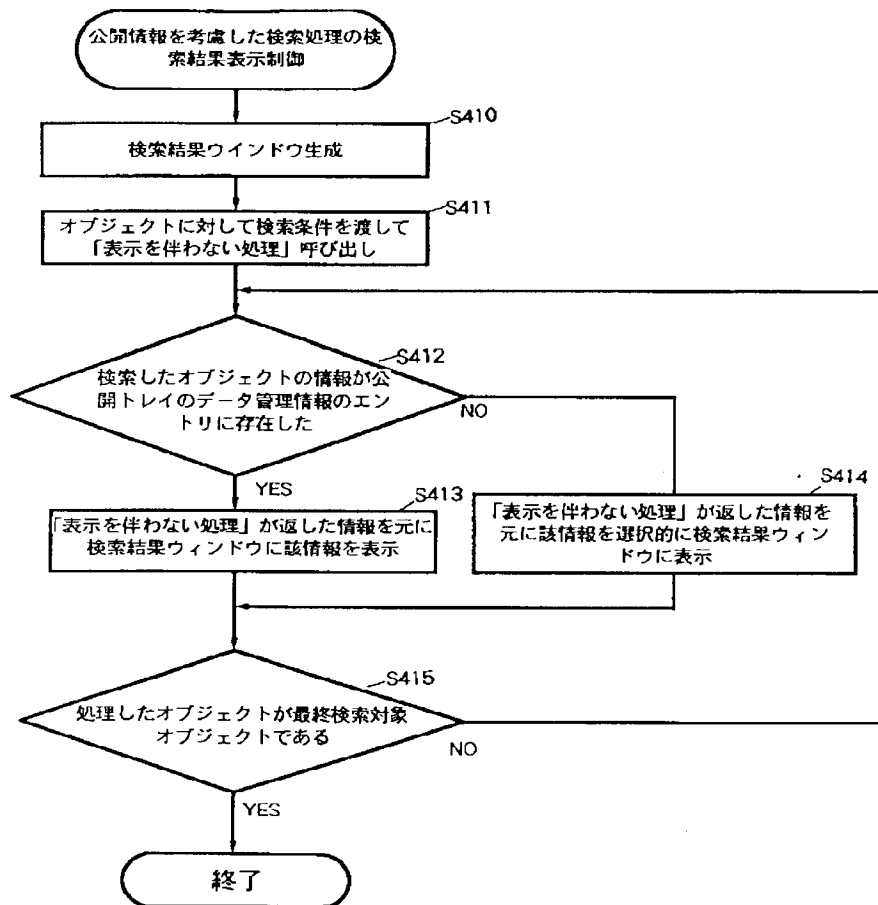 公開情報を考慮した検索処理の検
索結果表示制御
S410
検索結果ウインドウ生成
S411
オブジェクトに対して検索条件を渡して
「表示を伴わない処理」呼び出し
S412
検索したオブジェクトの情報が公
開トレイのデータ管理情報のエン
トリに存在した
NO
YES
S413
「表示を伴わない処理」が返した情報を元に
検索結果ウィンドウに該情報を表示
S414
「表示を伴わない処理」が返した情報を
元に該情報を選択的に検索結果ウィン
ドウに表示
S415
処理したオブジェクトが最終検索対象
オブジェクトである
NO
YES
終了